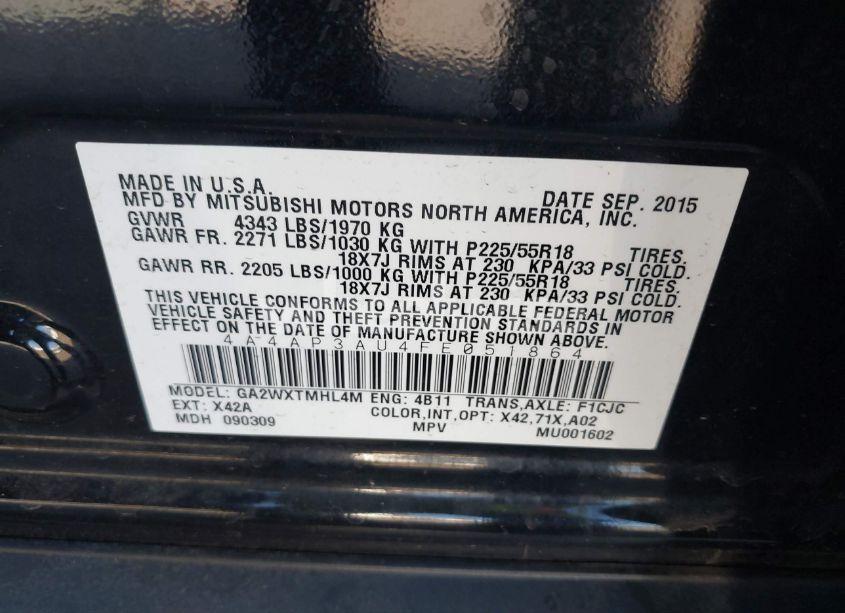 MADE IN U.S.A. DATE SEP. 2015
MFD BY MITSUBISHI MOTORS NORTH AMERICA, INC.
GVWR 4343 LBS/1970 KG
GAWR FR. 2271 LBS/1030 KG WITH P225/55R18 TIRES.
18X7J RIMS AT 230 KPA/33 PSI COLD.
GAWR RR. 2205 LBS/1000 KG WITH P225/55R18 TIRES.
18X7J RIMS AT 230 KPA/33 PSI COLD.
THIS VEHICLE CONFORMS TO ALL APPLICABLE FEDERAL MOTOR
VEHICLE SAFETY AND THEFT PREVENTION STANDARDS IN
EFFECT ON THE DATE OF MANUFACTURE SHOWN ABOVE.
4A4AP3AU4FE051864
MODEL: GA2WXTMHL4M ENG: 4B11 TRANS,AXLE: F1CJC
EXT: X42A COLOR,INT,OPT: X42,71X,A02
MDH 090309 MPV MU001602